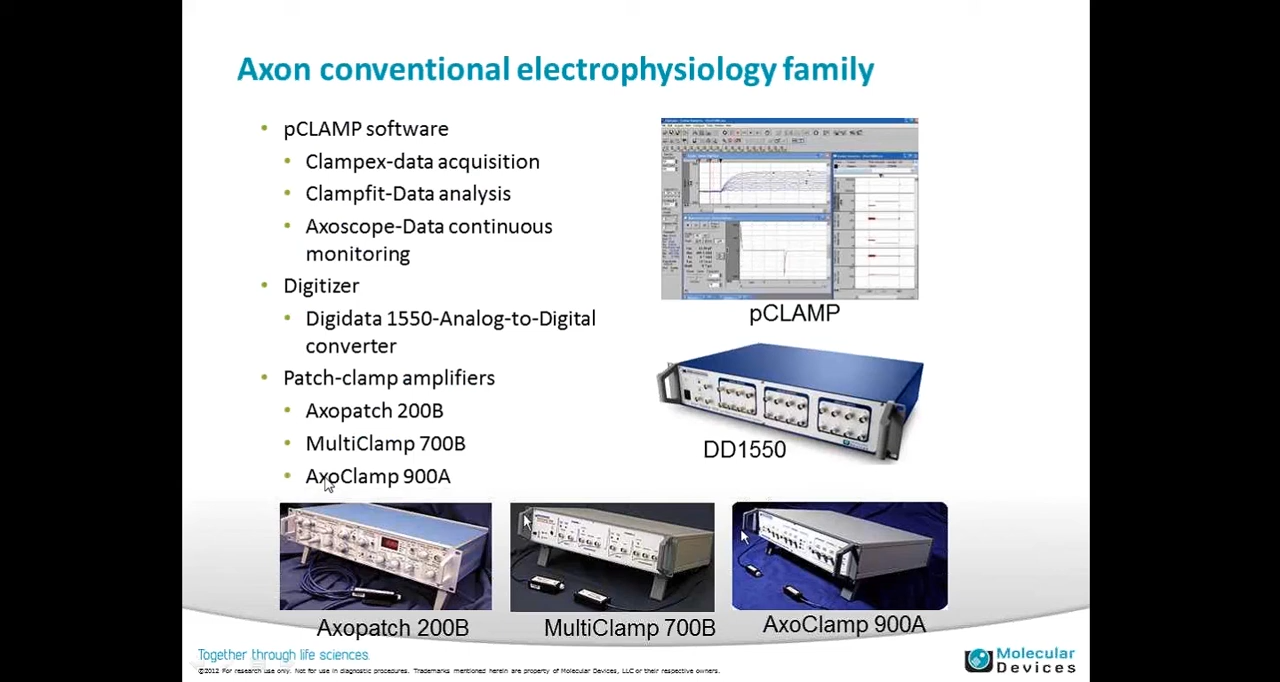 Axon conventional electrophysiology family
• pCLAMP software
• Clampex-data acquisition
• Clampfit-Data analysis
• Axoscope-Data continuous
monitoring
• Digitizer
• Digidata 1550-Analog-to-Digital
converter
• Patch-clamp amplifiers
• Axopatch 200B
• MultiClamp 700B
• AxoClamp 900A
pCLAMP
DD1550
Axopatch 200B
MultiClamp 700B
AxoClamp 900A
Together through life sciences.
©2012 For research use only. Not for use in diagnostic procedures. Trademarks mentioned herein are property of Molecular Devices, LLC or their respective owners.
Molecular
Devices